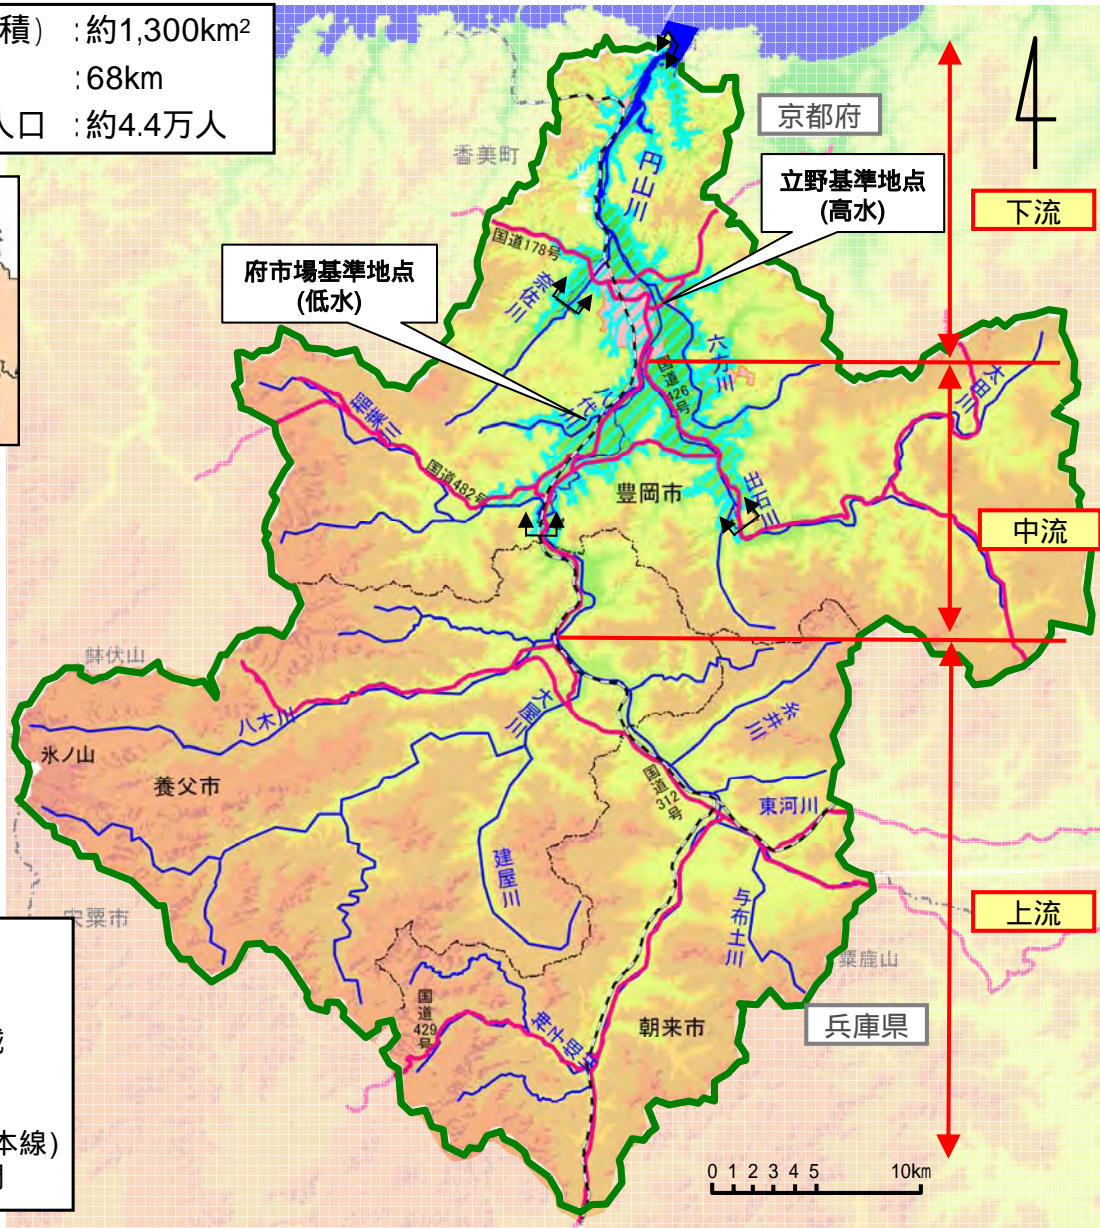 積) :約1,300km²
:68km
人口 :約4.4万人
京都府
香美町
立野基準地点
(高水)
下流
円山川
国道178号
府市場基準地点
(低水)
奈佐川
六方川
国道426号
太田川
八代川
稲葉川
国道482号
豊岡市
出石川
中流
鉢伏山
八木川
大屋川
糸井川
氷ノ山
養父市
国道312号
東河川
建屋川
与布土川
上流
宍粟市
粟鹿山
国道429号
神子畑川
朝来市
兵庫県
本線)
0 1 2 3 4 5 10km